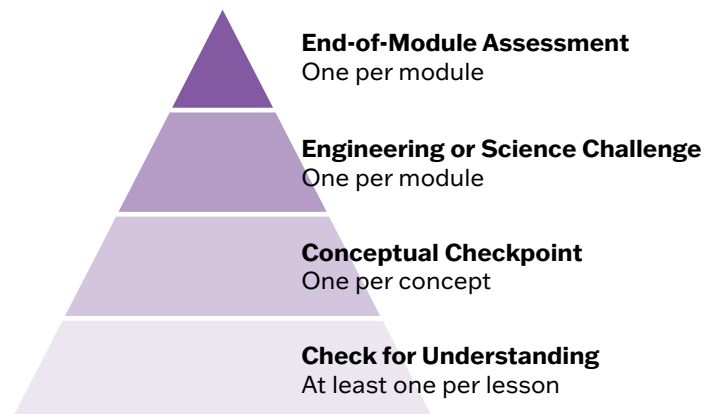 End-of-Module Assessment
One per module
Engineering or Science Challenge
One per module
Conceptual Checkpoint
One per concept
Check for Understanding
At least one per lesson